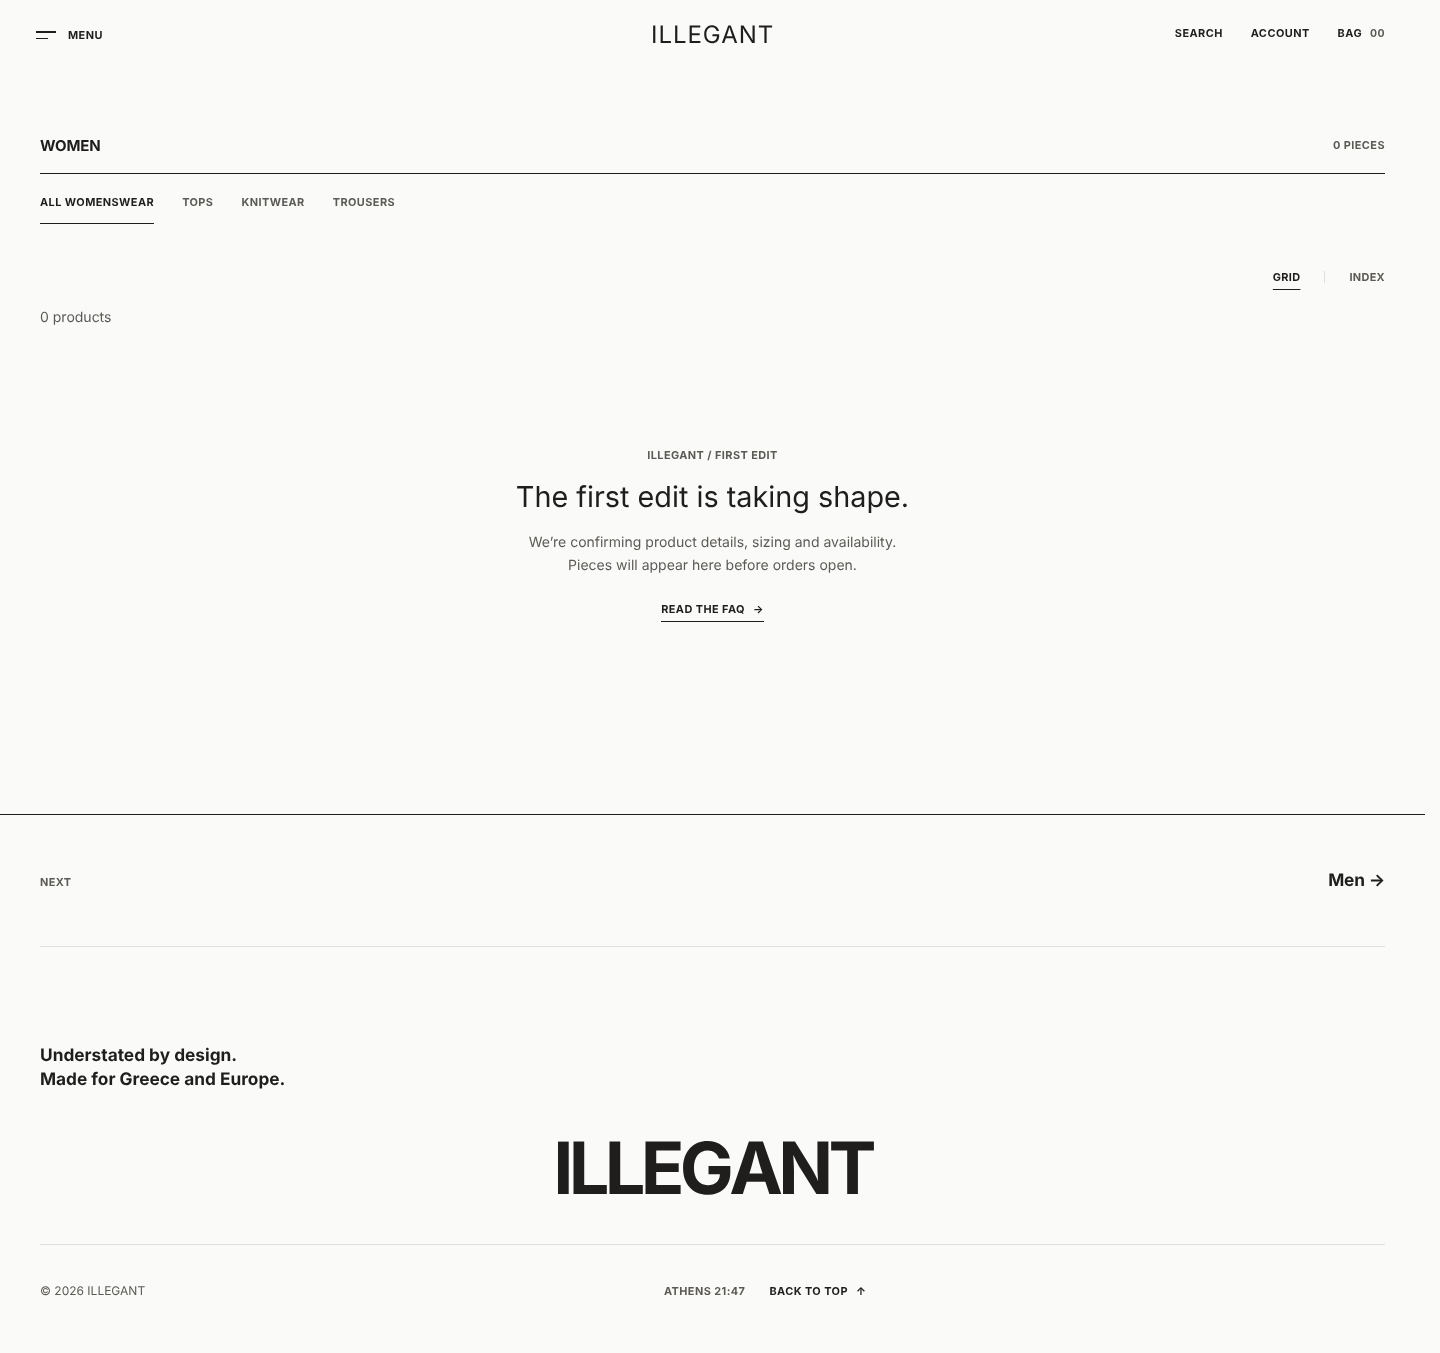 MENU
ILLEGANT
SEARCH ACCOUNT BAG 00
WOMEN
0 PIECES
ALL WOMENSWEAR TOPS KNITWEAR TROUSERS
GRID INDEX
0 products
ILLEGANT / FIRST EDIT
The first edit is taking shape.
We’re confirming product details, sizing and availability.
Pieces will appear here before orders open.
READ THE FAQ →
NEXT
Men →
Understated by design.
Made for Greece and Europe.
ILLEGANT
© 2026 ILLEGANT
ATHENS 21:47 BACK TO TOP ↑